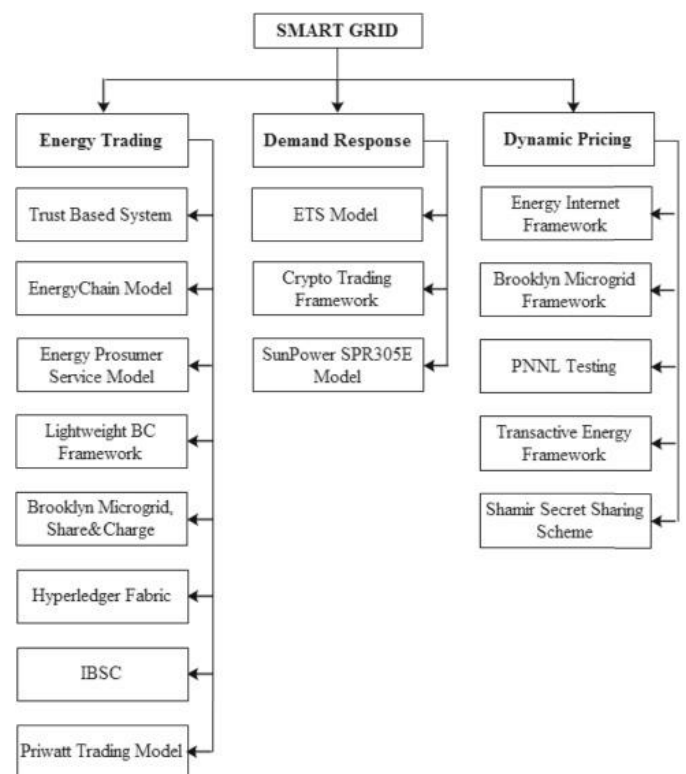 SMART GRID
Energy Trading
Trust Based System
EnergyChain Model
Energy Prosumer
Service Model
Lightweight BC
Framework
Brooklyn Microgrid,
Share&Charge
Hyperledger Fabric
IBSC
Priwatt Trading Model
Demand Response
ETS Model
Crypto Trading
Framework
SunPower SPR305E
Model
Dynamic Pricing
Energy Internet
Framework
Brooklyn Microgrid
Framework
PNNL Testing
Transactive Energy
Framework
Shamir Secret Sharing
Scheme